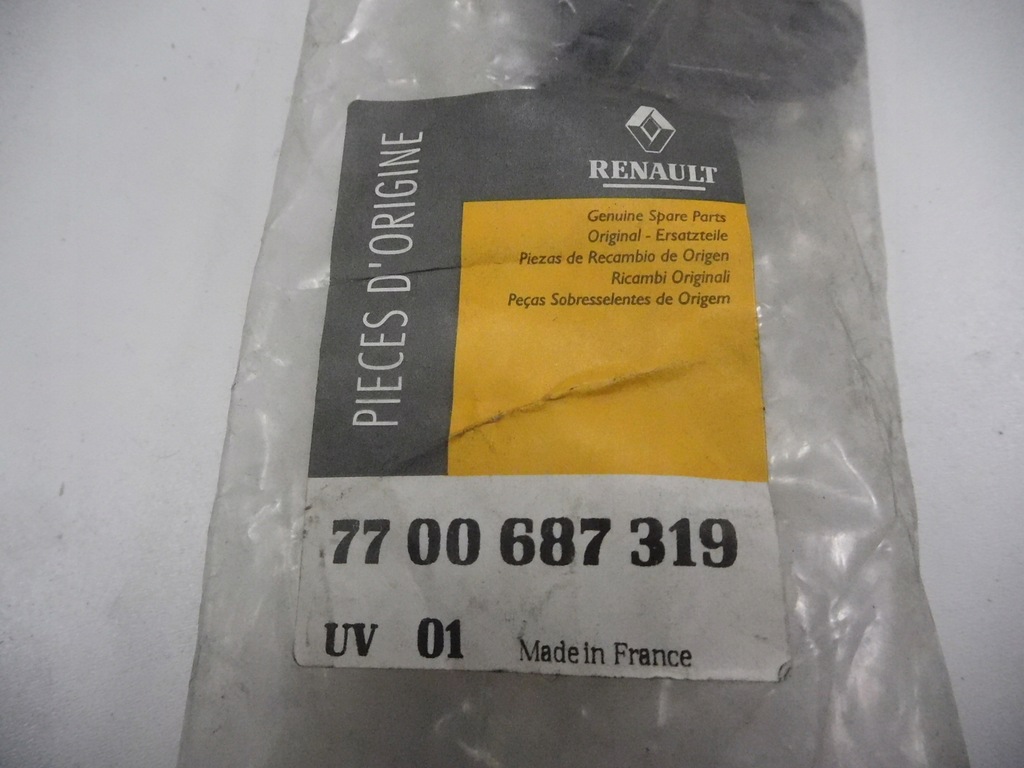 PIECES D'ORIGINE
RENAULT
Genuine Spare Parts
Original - Ersatzteile
Piezas de Recambio de Origen
Ricambi Originali
Peças Sobresselentes de Origem
77 00 687 319
UV 01 Made in France